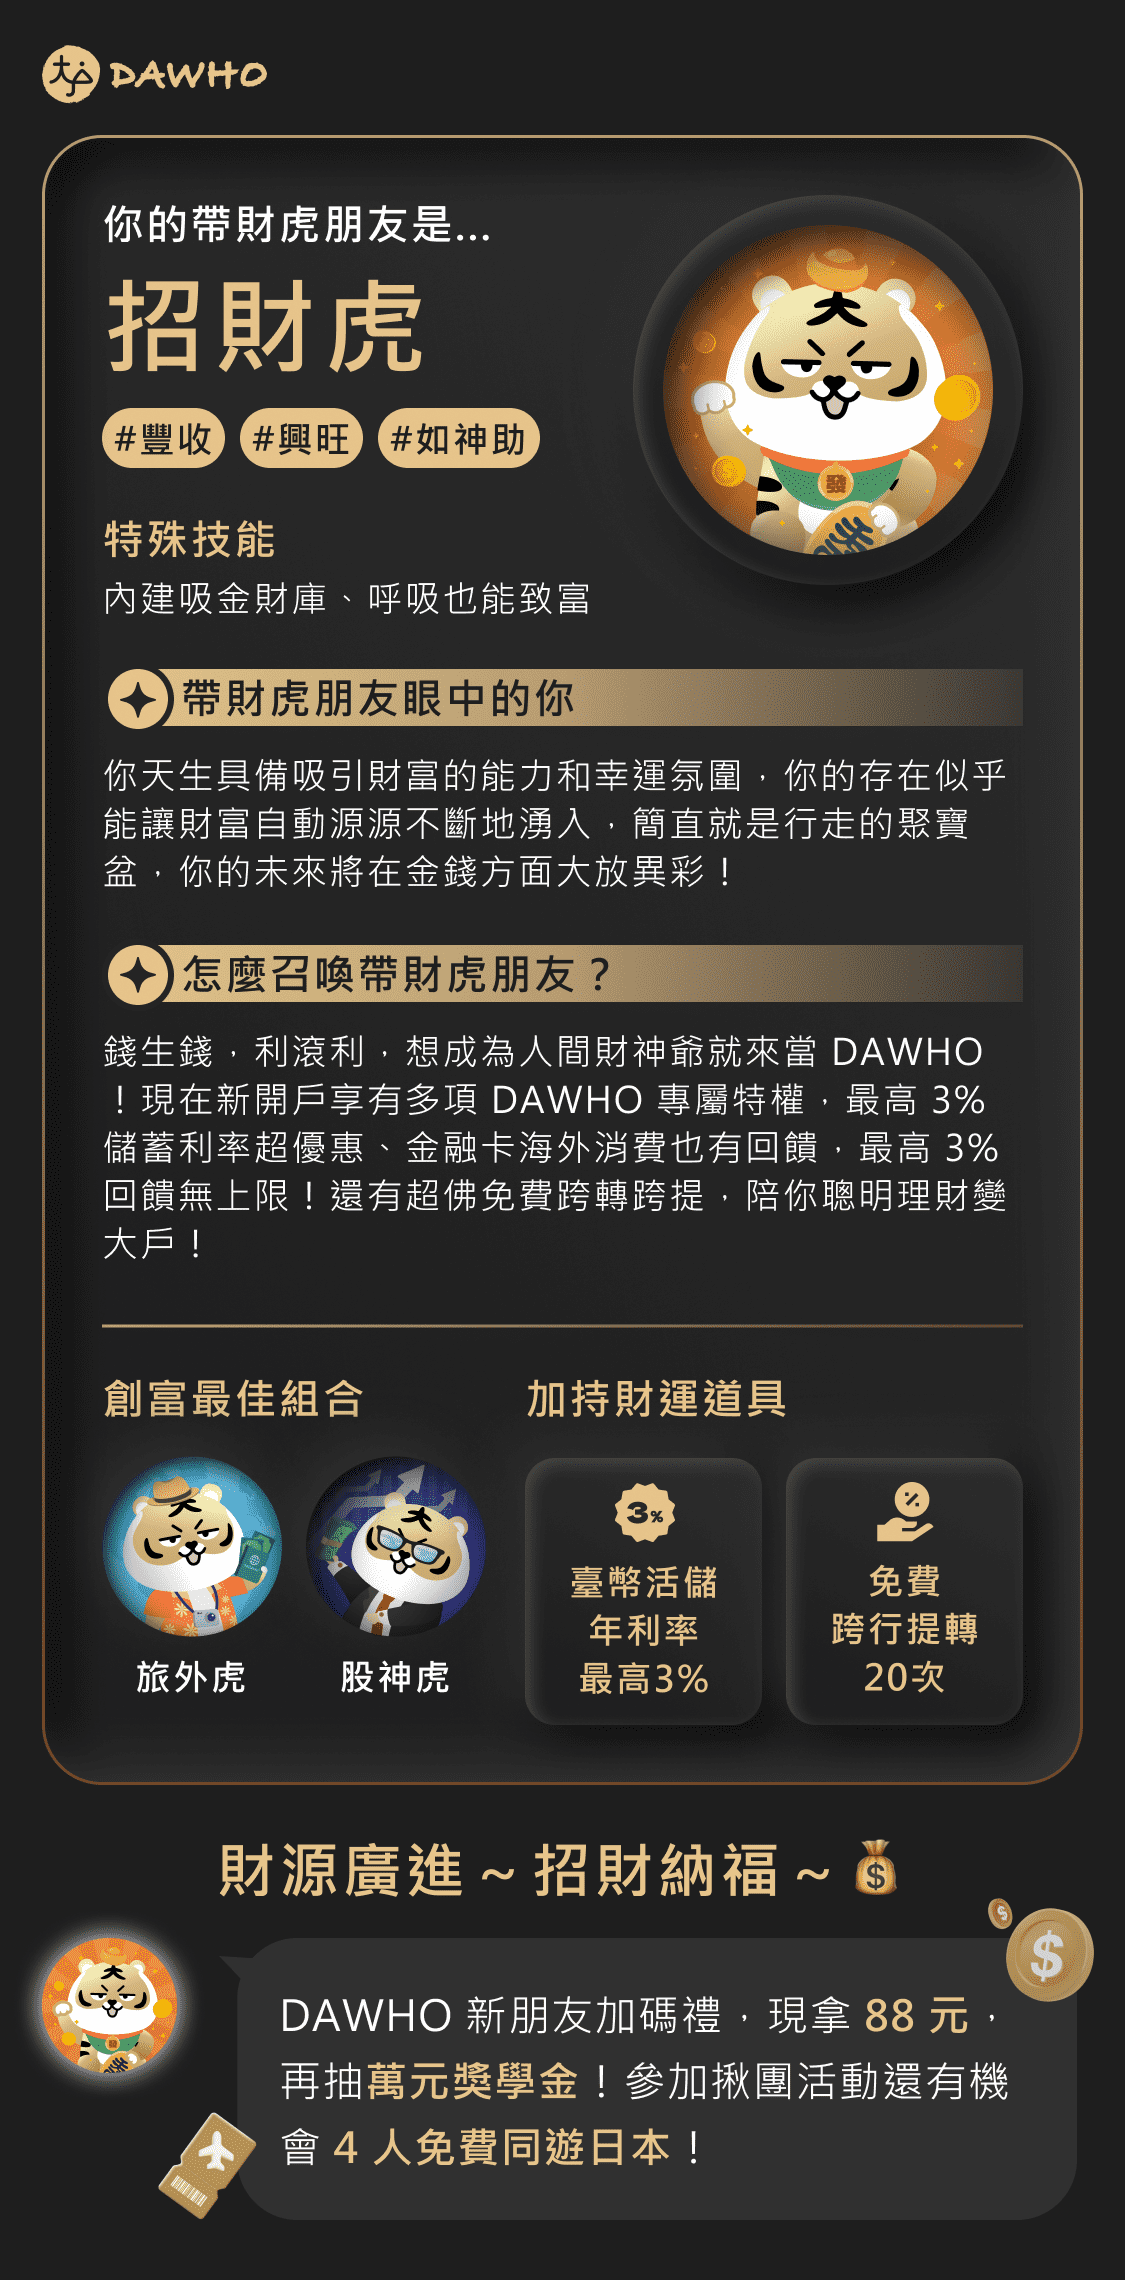 大戶 DAWHO
你的帶財虎朋友是...
招財虎
#豐收 #興旺 #如神助
大
發
特殊技能
內建吸金財庫、呼吸也能致富
帶財虎朋友眼中的你
你天生具備吸引財富的能力和幸運氛圍，你的存在似乎
能讓財富自動源源不斷地湧入，簡直就是行走的聚寶
盆，你的未來將在金錢方面大放異彩！
怎麼召喚帶財虎朋友？
錢生錢，利滾利，想成為人間財神爺就來當 DAWHO
！現在新開戶享有多項 DAWHO 專屬特權，最高 3%
儲蓄利率超優惠、金融卡海外消費也有回饋，最高 3%
回饋無上限！還有超佛免費跨轉跨提，陪你聰明理財變
大戶！
創富最佳組合
大
旅外虎
大
股神虎
加持財運道具
3%
臺幣活儲
年利率
最高3%
%
免費
跨行提轉
20次
財源廣進～招財納福～
$
$
$
大
發
DAWHO 新朋友加碼禮，現拿 88 元，
再抽萬元獎學金！參加揪團活動還有機
會 4 人免費同遊日本！